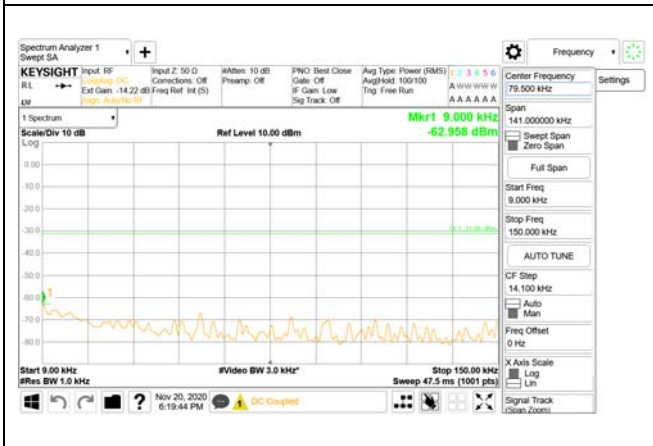 Spectrum Analyzer 1
Swept SA
+
Frequency
KEYSIGHT
RL
Input: RF
Coupling: DC
Ext Gain: -14.22 dB
Align: Auto/No RF
Input Z: 50 Ω
Corrections: Off
Freq Ref: Int (S)
#Atten: 10 dB
Preamp: Off
PNO: Best Close
Gate: Off
IF Gain: Low
Sig Track: Off
Avg Type: Power (RMS)
Avg|Hold: 100/100
Trig: Free Run
1 2 3 4 5 6
A W W W W W
A A A A A A
1 Spectrum
Scale/Div 10 dB
Ref Level 10.00 dBm
Mkr1 9.000 kHz
-62.958 dBm
Log
0.00
-10.0
-20.0
-30.0
-40.0
-50.0
-60.0
-70.0
-80.0
1
Start 9.00 kHz
#Res BW 1.0 kHz
#Video BW 3.0 kHz*
Stop 150.00 kHz
Sweep 47.5 ms (1001 pts)
Center Frequency
79.500 kHz
Settings
Span
141.000000 kHz
Swept Span
Zero Span
Full Span
Start Freq
9.000 kHz
Stop Freq
150.000 kHz
AUTO TUNE
CF Step
14.100 kHz
Auto
Man
Freq Offset
0 Hz
X Axis Scale
Log
Lin
Signal Track
(Span Zoom)
?
Nov 20, 2020
6:19:44 PM
DC Coupled